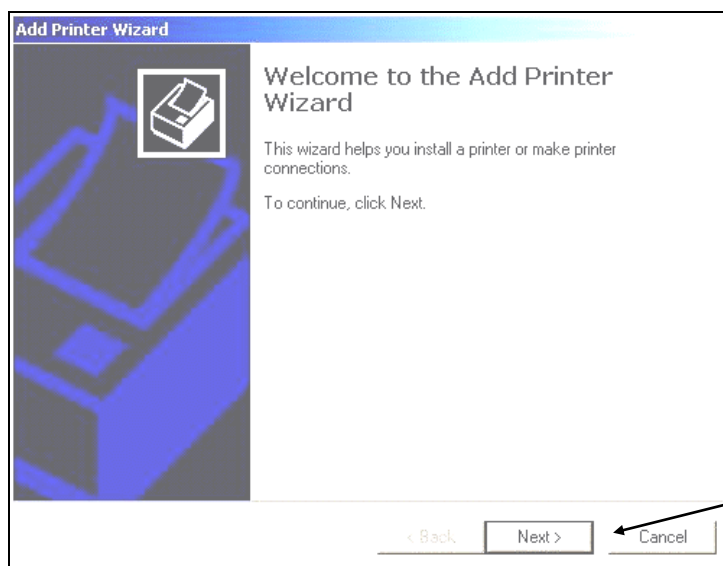 Add Printer Wizard
Welcome to the Add Printer
Wizard
This wizard helps you install a printer or make printer
connections.
To continue, click Next.
< Back
Next >
Cancel